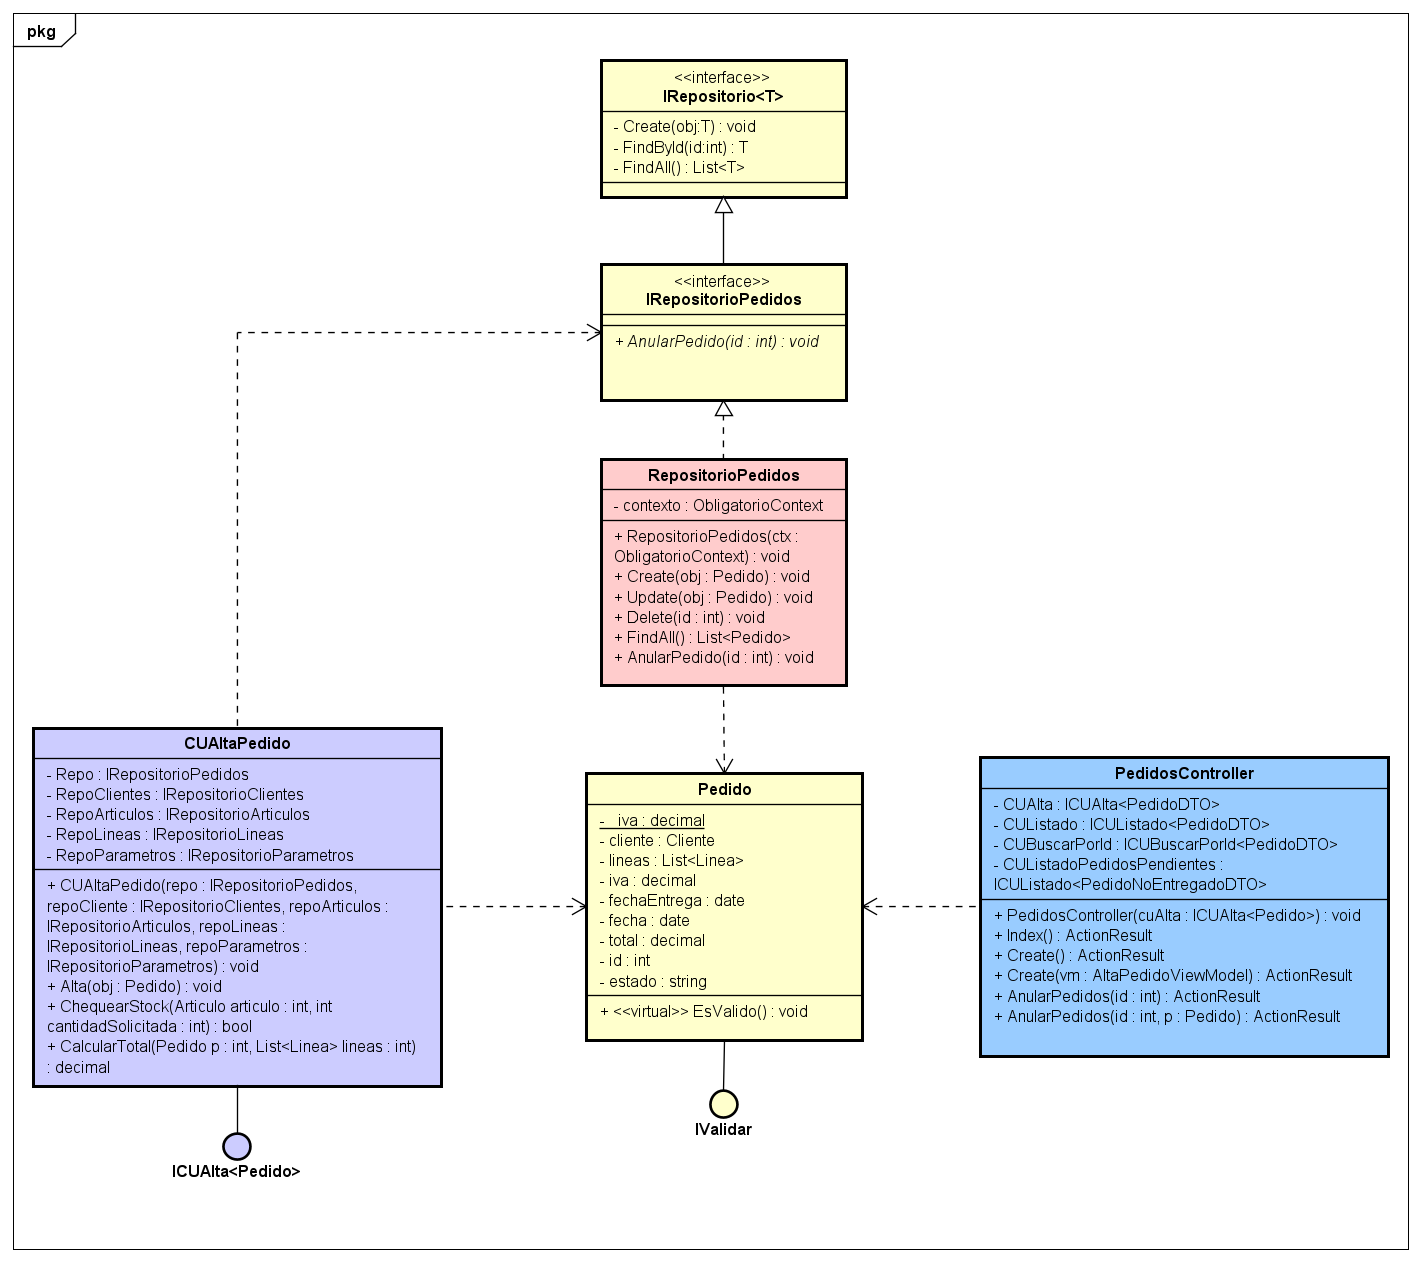 pkg
<<interface>>
IRepositorio<T>
- Create(obj:T) : void
- FindById(id:int) : T
- FindAll() : List<T>
<<interface>>
IRepositorioPedidos
+ AnularPedido(id : int) : void
RepositorioPedidos
- contexto : ObligatorioContext
+ RepositorioPedidos(ctx :
ObligatorioContext) : void
+ Create(obj : Pedido) : void
+ Update(obj : Pedido) : void
+ Delete(id : int) : void
+ FindAll() : List<Pedido>
+ AnularPedido(id : int) : void
CUAltaPedido
- Repo : IRepositorioPedidos
- RepoClientes : IRepositorioClientes
- RepoArticulos : IRepositorioArticulos
- RepoLineas : IRepositorioLineas
- RepoParametros : IRepositorioParametros
+ CUAltaPedido(repo : IRepositorioPedidos,
repoCliente : IRepositorioClientes, repoArticulos :
IRepositorioArticulos, repoLineas :
IRepositorioLineas, repoParametros :
IRepositorioParametros) : void
+ Alta(obj : Pedido) : void
+ ChequearStock(Articulo articulo : int, int
cantidadSolicitada : int) : bool
+ CalcularTotal(Pedido p : int, List<Linea> lineas : int)
: decimal
ICUAlta<Pedido>
Pedido
- _iva : decimal
- cliente : Cliente
- lineas : List<Linea>
- iva : decimal
- fechaEntrega : date
- fecha : date
- total : decimal
- id : int
- estado : string
+ <<virtual>> EsValido() : void
IValidar
PedidosController
- CUAlta : ICUAlta<PedidoDTO>
- CUListado : ICUListado<PedidoDTO>
- CUBuscarPorId : ICUBuscarPorId<PedidoDTO>
- CUListadoPedidosPendientes :
ICUListado<PedidoNoEntregadoDTO>
+ PedidosController(cuAlta : ICUAlta<Pedido>) : void
+ Index() : ActionResult
+ Create() : ActionResult
+ Create(vm : AltaPedidoViewModel) : ActionResult
+ AnularPedidos(id : int) : ActionResult
+ AnularPedidos(id : int, p : Pedido) : ActionResult